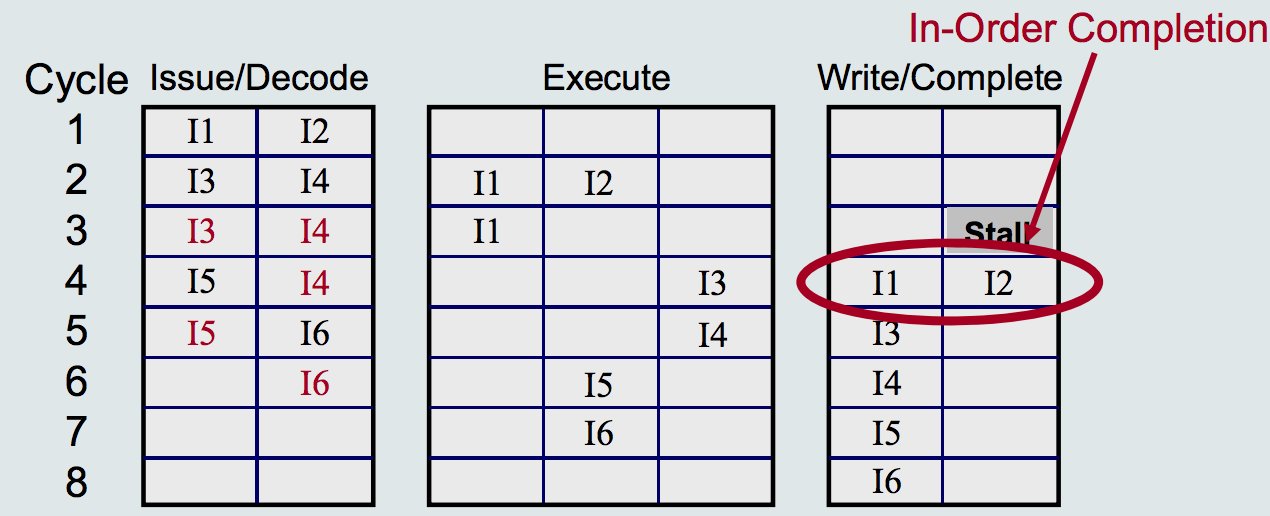 In-Order Completion
Cycle Issue/Decode Execute Write/Complete
1 I1 I2
2 I3 I4 I1 I2
3 I3 I4 I1 Stall
4 I5 I4 I3 I1 I2
5 I5 I6 I4 I3
6 I6 I5 I4
7 I6 I5
8 I6